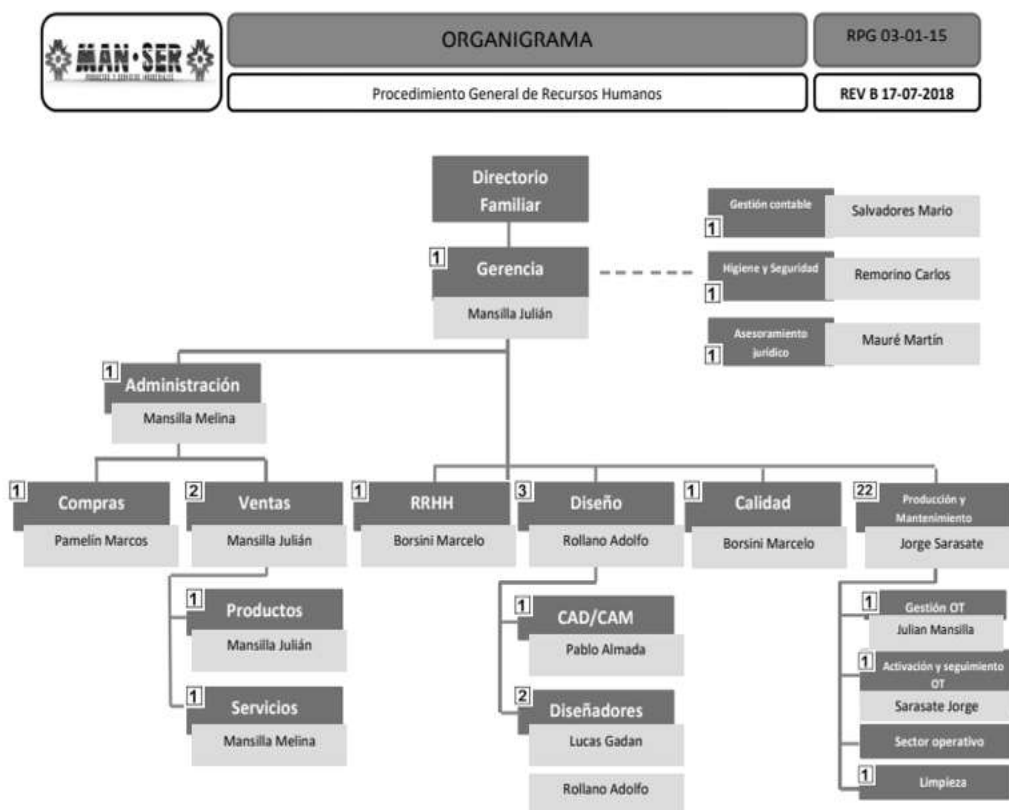 MAN·SER
PRODUCTOS Y SERVICIOS INDUSTRIALES
ORGANIGRAMA
RPG 03-01-15
Procedimiento General de Recursos Humanos
REV B 17-07-2018
Directorio
Familiar
1
Gerencia
Mansilla Julián
Gestión contable
1
Salvadores Mario
Higiene y Seguridad
1
Remorino Carlos
Asesoramiento
jurídico
1
Mauré Martín
1
Administración
Mansilla Melina
1
Compras
Pamelín Marcos
2
Ventas
Mansilla Julián
1
RRHH
Borsini Marcelo
3
Diseño
Rollano Adolfo
1
Calidad
Borsini Marcelo
22
Producción y
Mantenimiento
Jorge Sarasate
1
Productos
Mansilla Julián
1
Servicios
Mansilla Melina
1
CAD/CAM
Pablo Almada
2
Diseñadores
Lucas Gadan
Rollano Adolfo
1
Gestión OT
Julian Mansilla
1
Activación y seguimiento
OT
Sarasate Jorge
Sector operativo
1
Limpieza